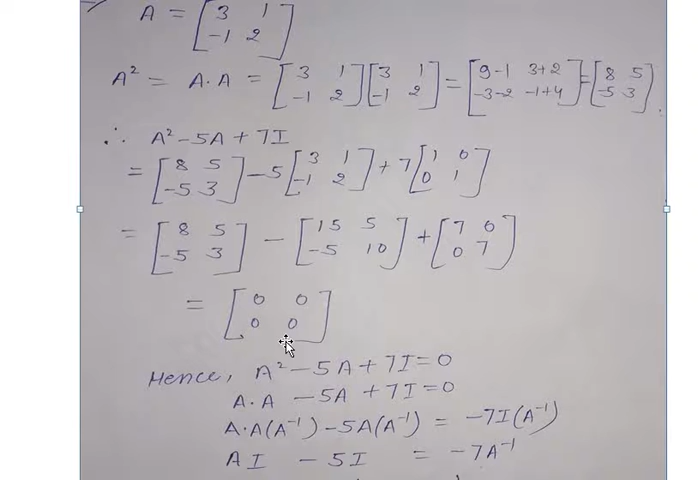 A = [3 1
-1 2]
A² = A.A = [3 1 -1 2][3 1 -1 2] = [9-1 3+2 -3-2 -1+4] = [8 5 -5 3].
∴ A² - 5A + 7I
= [8 5 -5 3] - 5[3 1 -1 2] + 7[1 0 0 1]
= [8 5 -5 3] - [15 5 -5 10] + [7 0 0 7]
= [0 0 0 0]
Hence, A² - 5A + 7I = 0
A.A - 5A + 7I = 0
A.A(A⁻¹) - 5A(A⁻¹) = -7I(A⁻¹)
AI - 5I = -7A⁻¹